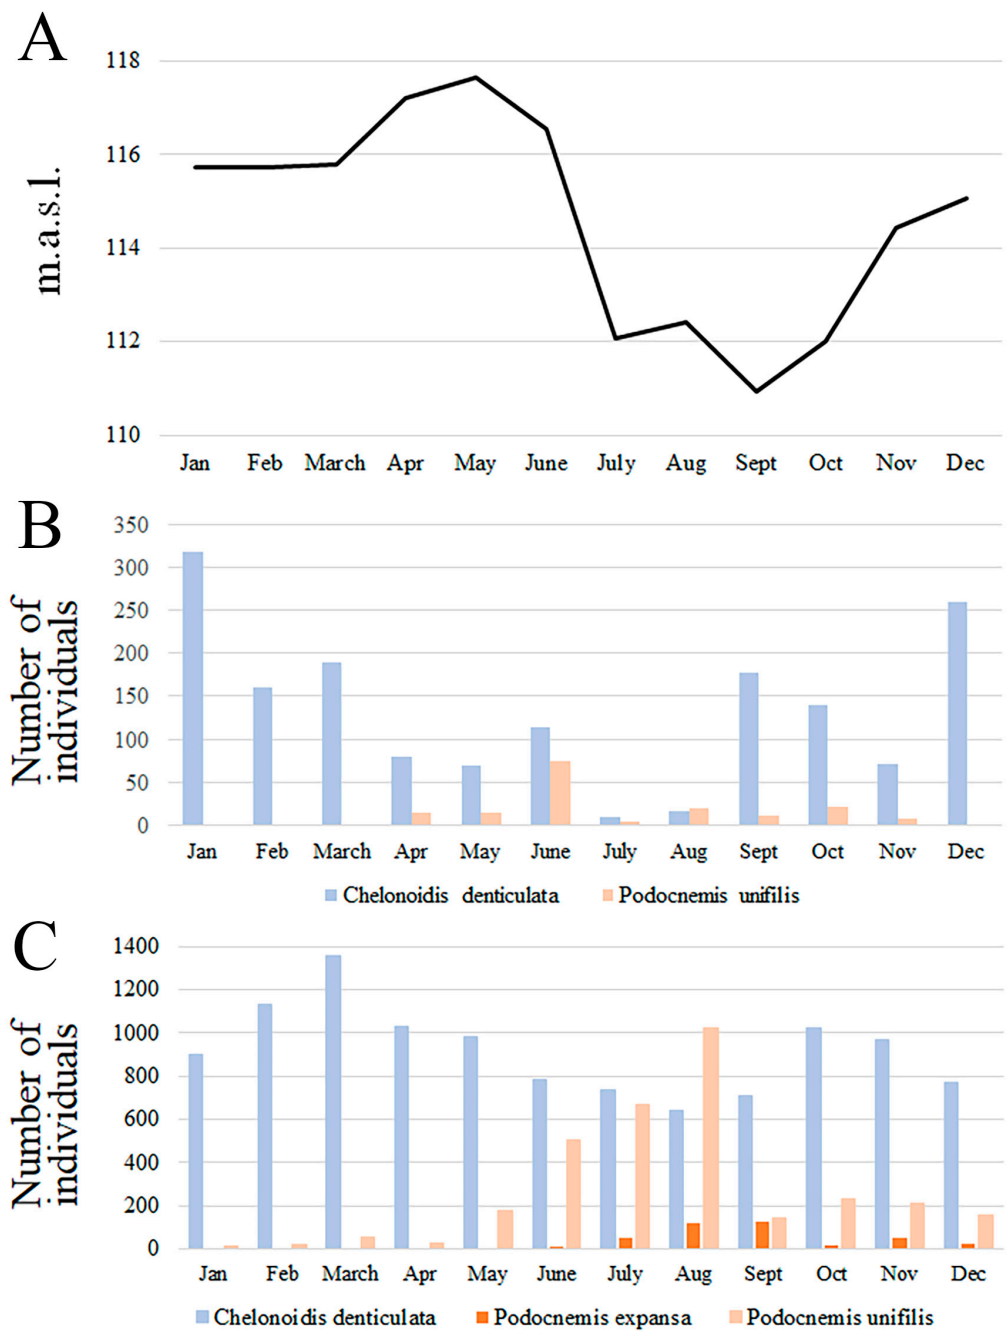 A
118
116
114
112
110
m.a.s.l.
Jan Feb March Apr May June July Aug Sept Oct Nov Dec
B
350
300
250
200
150
100
50
0
Number of
individuals
Jan Feb March Apr May June July Aug Sept Oct Nov Dec
Chelonoidis denticulata Podocnemis unifilis
C
1400
1200
1000
800
600
400
200
0
Number of
individuals
Jan Feb March Apr May June July Aug Sept Oct Nov Dec
Chelonoidis denticulata Podocnemis expansa Podocnemis unifilis